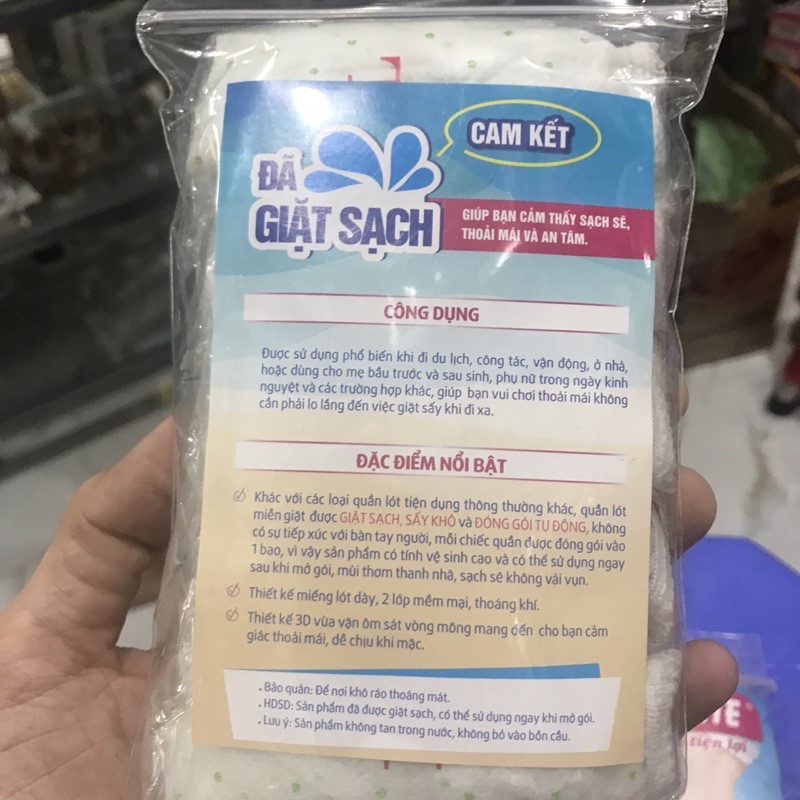 CAM KẾT
ĐÃ
GIẶT SẠCH
GIÚP BẠN CẢM THẤY SẠCH SẼ,
THOẢI MÁI VÀ AN TÂM.
CÔNG DỤNG
Được sử dụng phổ biến khi đi du lịch, công tác, vận động, ở nhà,
hoặc dùng cho mẹ bầu trước và sau sinh, phụ nữ trong ngày kinh
nguyệt và các trường hợp khác, giúp bạn vui chơi thoải mái không
cần phải lo lắng đến việc giặt sấy khi đi xa.
ĐẶC ĐIỂM NỔI BẬT
Khác với các loại quần lót tiện dụng thông thường khác, quần lót
miễn giặt được GIẶT SẠCH, SẤY KHÔ và ĐÓNG GÓI TỰ ĐỘNG, không
có sự tiếp xúc với bàn tay người, mỗi chiếc quần được đóng gói vào
1 bao, vì vậy sản phẩm có tính vệ sinh cao và có thể sử dụng ngay
sau khi mở gói, mùi thơm thanh nhã, sạch sẽ không vải vụn.
Thiết kế miếng lót dày, 2 lớp mềm mại, thoáng khí.
Thiết kế 3D vừa vặn ôm sát vòng mông mang đến cho bạn cảm
giác thoải mái, dễ chịu khi mặc.
. Bảo quản: Để nơi khô ráo thoáng mát.
. HDSD: Sản phẩm đã được giặt sạch, có thể sử dụng ngay khi mở gói.
. Lưu ý: Sản phẩm không tan trong nước, không bỏ vào bồn cầu.
tiện lợi